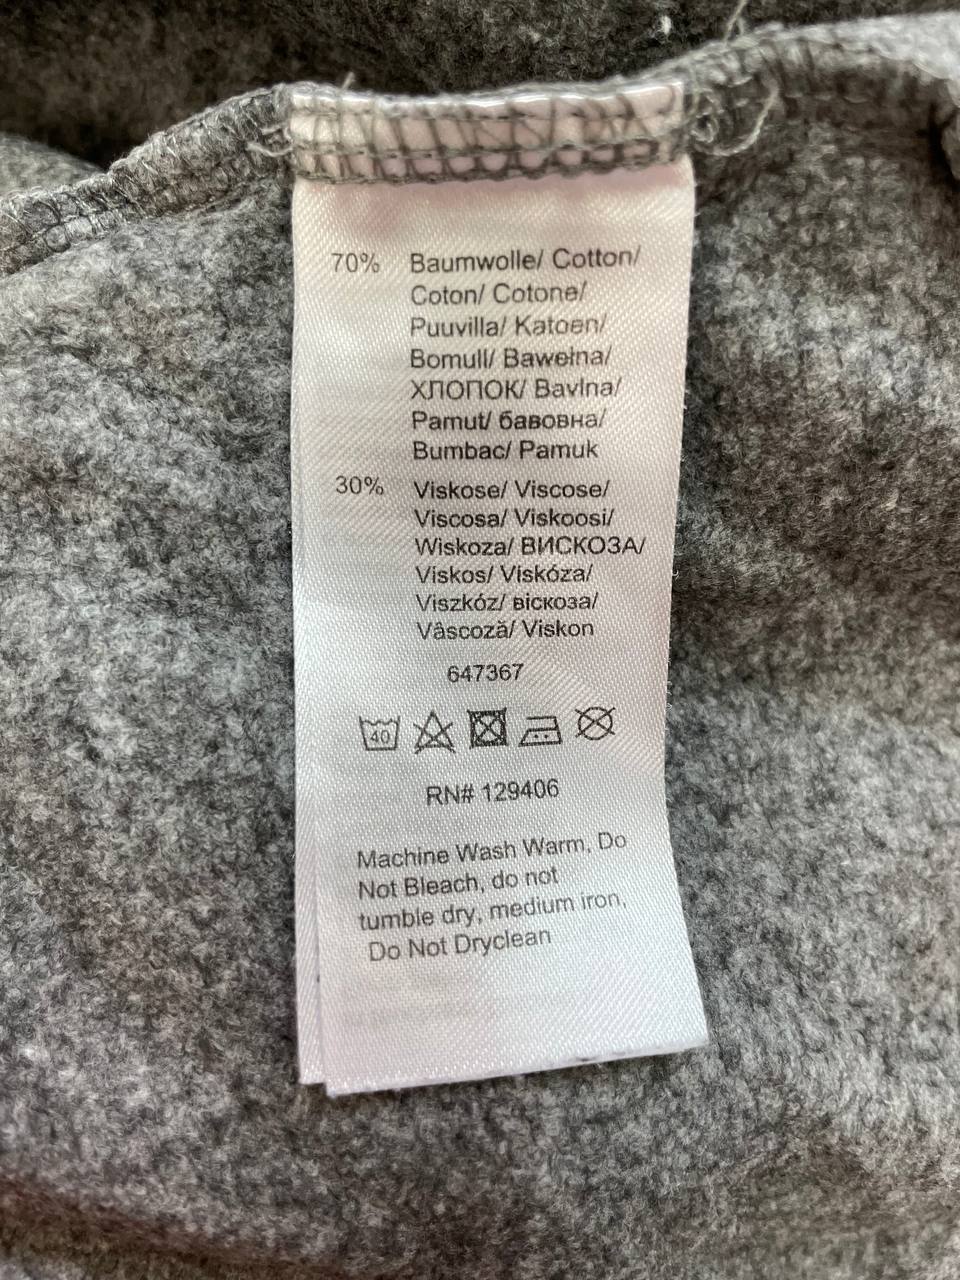 70% Baumwolle/ Cotton/
Coton/ Cotone/
Puuvilla/ Katoen/
Bomull/ Bawełna/
ХЛОПОК/ Bavlna/
Pamut/ бавовна/
Bumbac/ Pamuk
30% Viskose/ Viscose/
Viscosa/ Viskoosi/
Wiskoza/ ВИСКОЗА/
Viskos/ Viskóza/
Viszkóz/ віскоза/
Vâscoză/ Viskon
647367
40
RN# 129406
Machine Wash Warm, Do
Not Bleach, do not
tumble dry, medium iron,
Do Not Dryclean